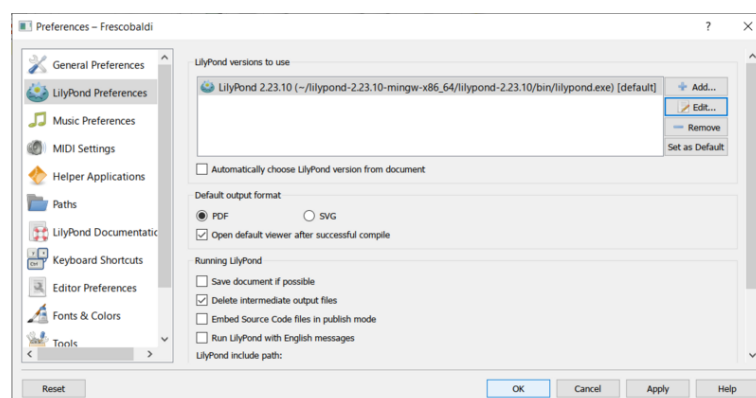 Preferences – Frescobaldi
?
General Preferences
LilyPond Preferences
Music Preferences
MIDI Settings
Helper Applications
Paths
LilyPond Documentatic
Keyboard Shortcuts
Editor Preferences
Fonts & Colors
Tools
LilyPond versions to use
LilyPond 2.23.10 (~/lilypond-2.23.10-mingw-x86_64/lilypond-2.23.10/bin/lilypond.exe) [default]
Add...
Edit...
Remove
Set as Default
Automatically choose LilyPond version from document
Default output format
PDF SVG
Open default viewer after successful compile
Running LilyPond
Save document if possible
Delete intermediate output files
Embed Source Code files in publish mode
Run LilyPond with English messages
LilyPond include path:
Reset OK Cancel Apply Help